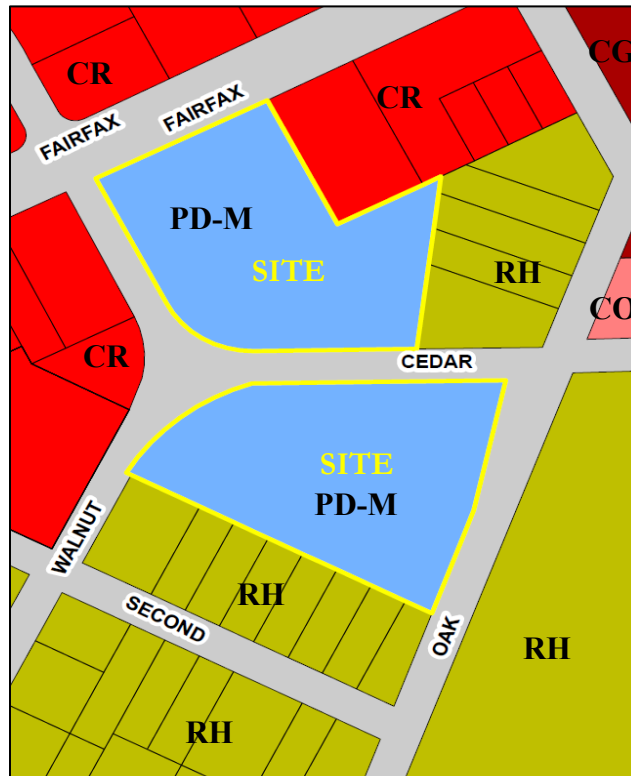 CR
CG
FAIRFAX
FAIRFAX
CR
PD-M
SITE
RH
CO
CR
CEDAR
SITE
PD-M
WALNUT
RH
SECOND
OAK
RH
RH